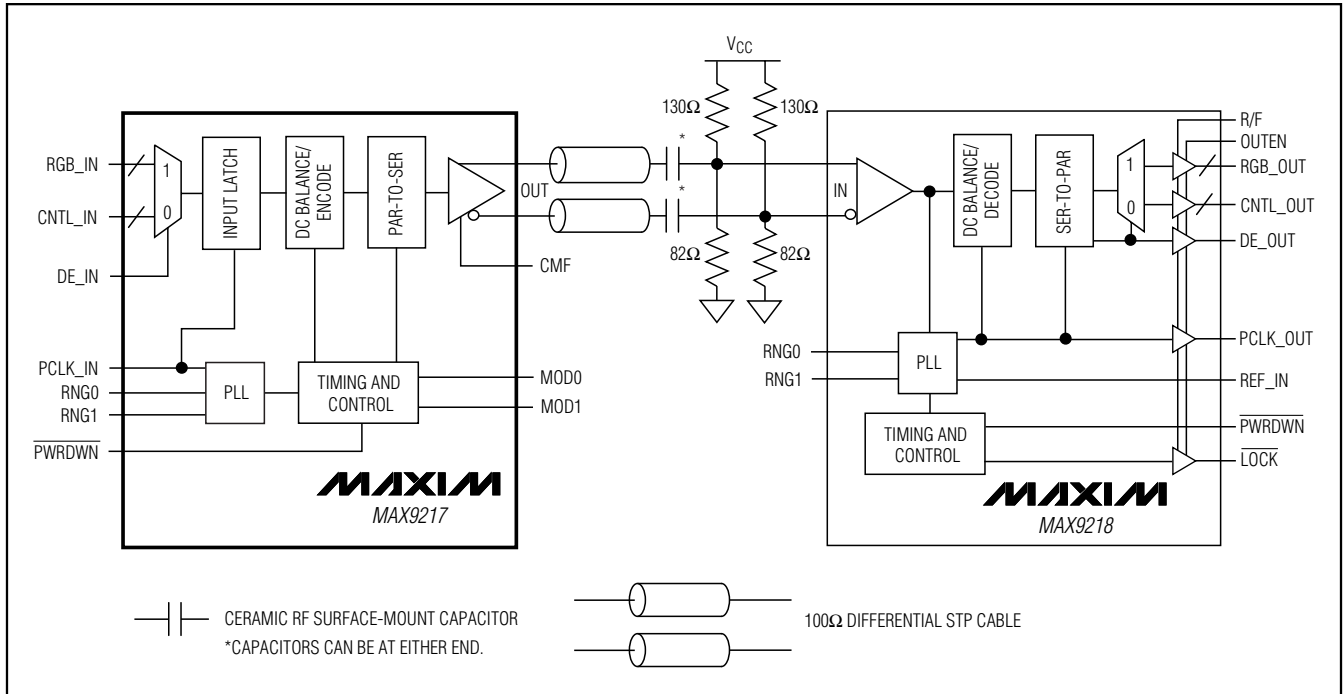 VCC
130Ω
130Ω
*
*
82Ω
82Ω
RGB_IN
CNTL_IN
DE_IN
PCLK_IN
RNG0
RNG1
PWRDWN
1
0
INPUT LATCH
DC BALANCE/
ENCODE
PAR-TO-SER
OUT
CMF
PLL
TIMING AND
CONTROL
MOD0
MOD1
MAXIM
MAX9217
IN
DC BALANCE/
DECODE
SER-TO-PAR
1
0
R/F
OUTEN
RGB_OUT
CNTL_OUT
DE_OUT
PCLK_OUT
RNG0
RNG1
PLL
REF_IN
TIMING AND
CONTROL
PWRDWN
LOCK
MAXIM
MAX9218
CERAMIC RF SURFACE-MOUNT CAPACITOR
*CAPACITORS CAN BE AT EITHER END.
100Ω DIFFERENTIAL STP CABLE